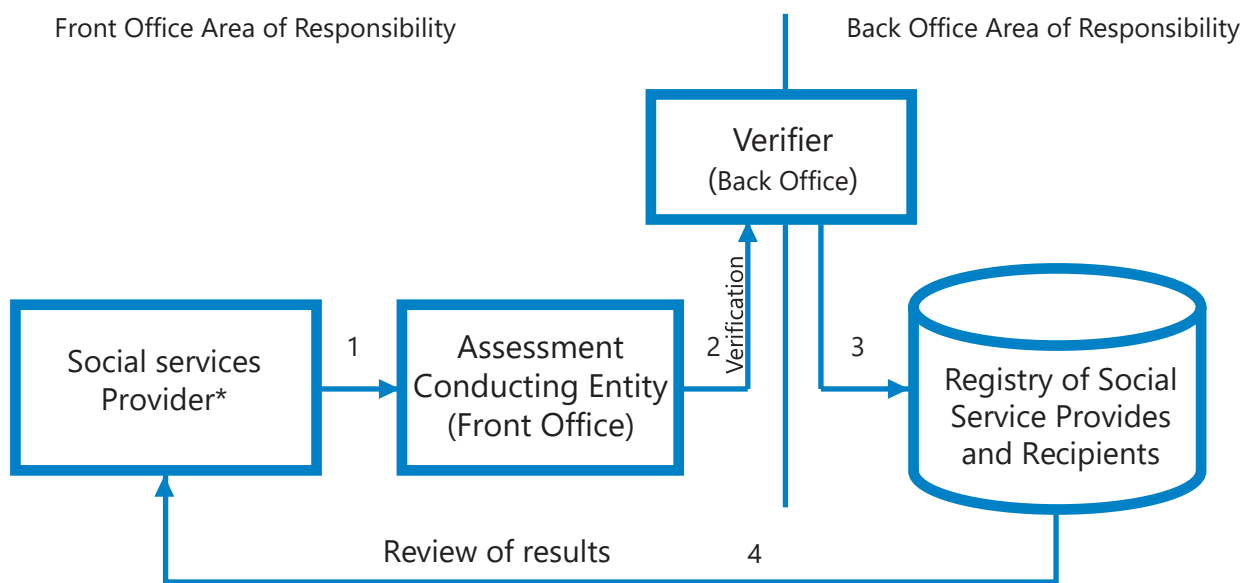 Front Office Area of Responsibility
Back Office Area of Responsibility
Verifier
(Back Office)
Social services
Provider*
1
Assessment
Conducting Entity
(Front Office)
2
Verification
3
Registry of Social
Service Provides
and Recipients
Review of results
4